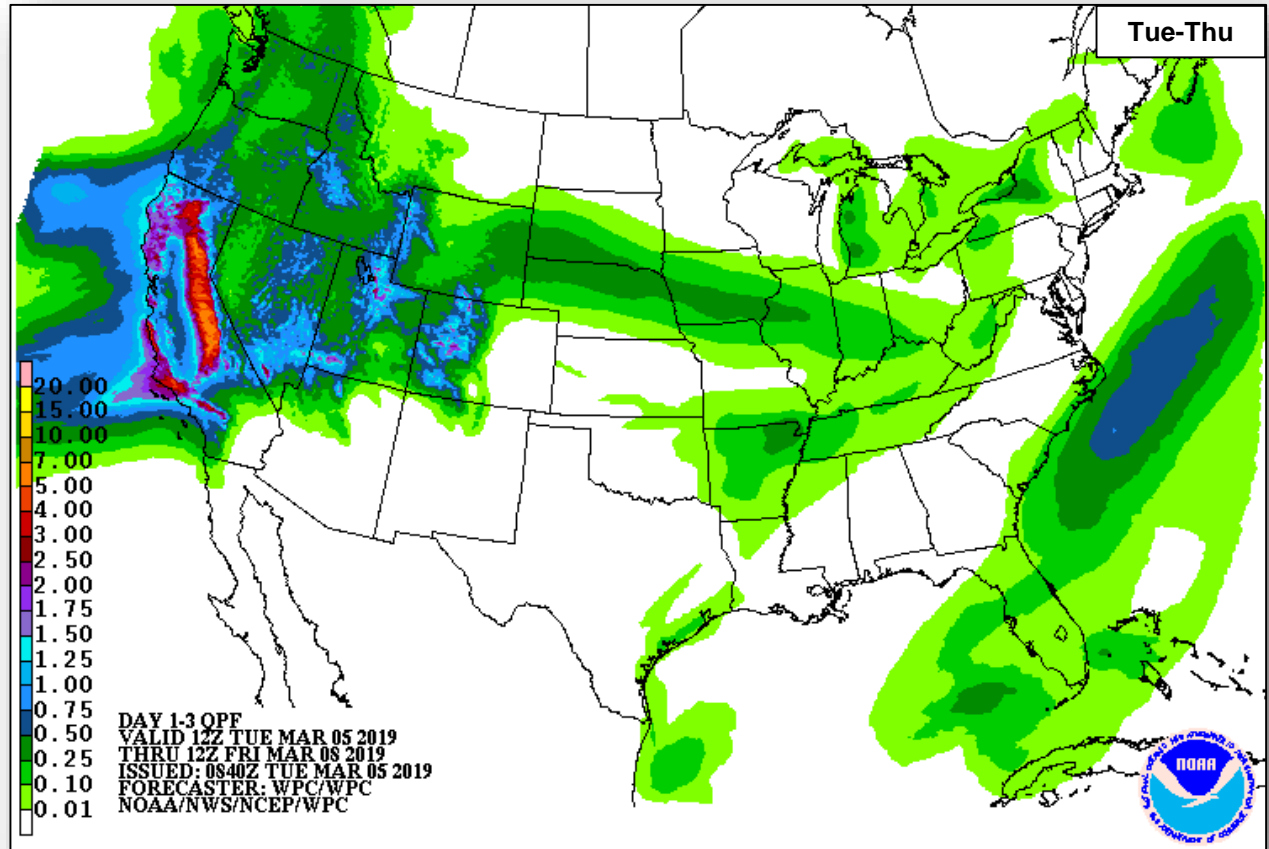 Tue-Thu
20.00
15.00
10.00
7.00
5.00
4.00
3.00
2.50
2.00
1.75
1.50
1.25
1.00
0.75
0.50
0.25
0.10
0.01
DAY 1-3 QPF
VALID 12Z TUE MAR 05 2019
THRU 12Z FRI MAR 08 2019
ISSUED: 0840Z TUE MAR 05 2019
FORECASTER: WPC/WPC
NOAA/NWS/NCEP/WPC
NOAA